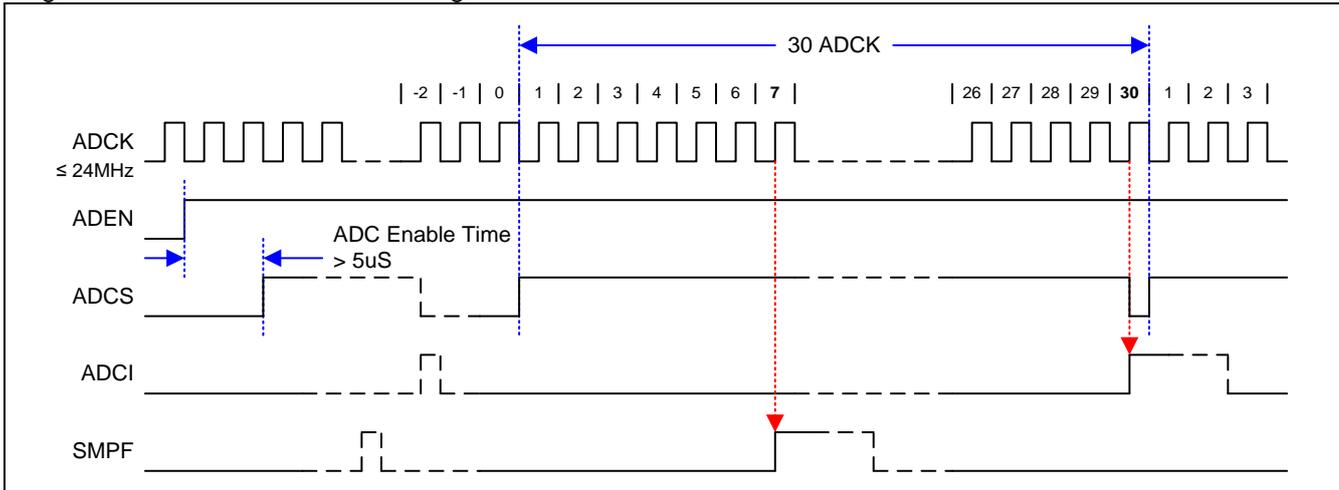 30 ADCK
| -2 | -1 | 0 | 1 | 2 | 3 | 4 | 5 | 6 | 7 | | 26 | 27 | 28 | 29 | 30 | 1 | 2 | 3 |
ADCK
≤ 24MHz
ADEN
ADC Enable Time
> 5uS
ADCS
ADCI
SMPF